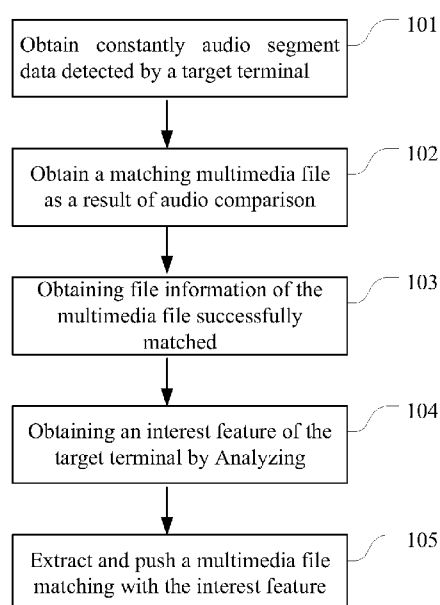 101
Obtain constantly audio segment
data detected by a target terminal
102
Obtain a matching multimedia file
as a result of audio comparison
103
Obtaining file information of the
multimedia file successfully
matched
104
Obtaining an interest feature of the
target terminal by Analyzing
105
Extract and push a multimedia file
matching with the interest feature